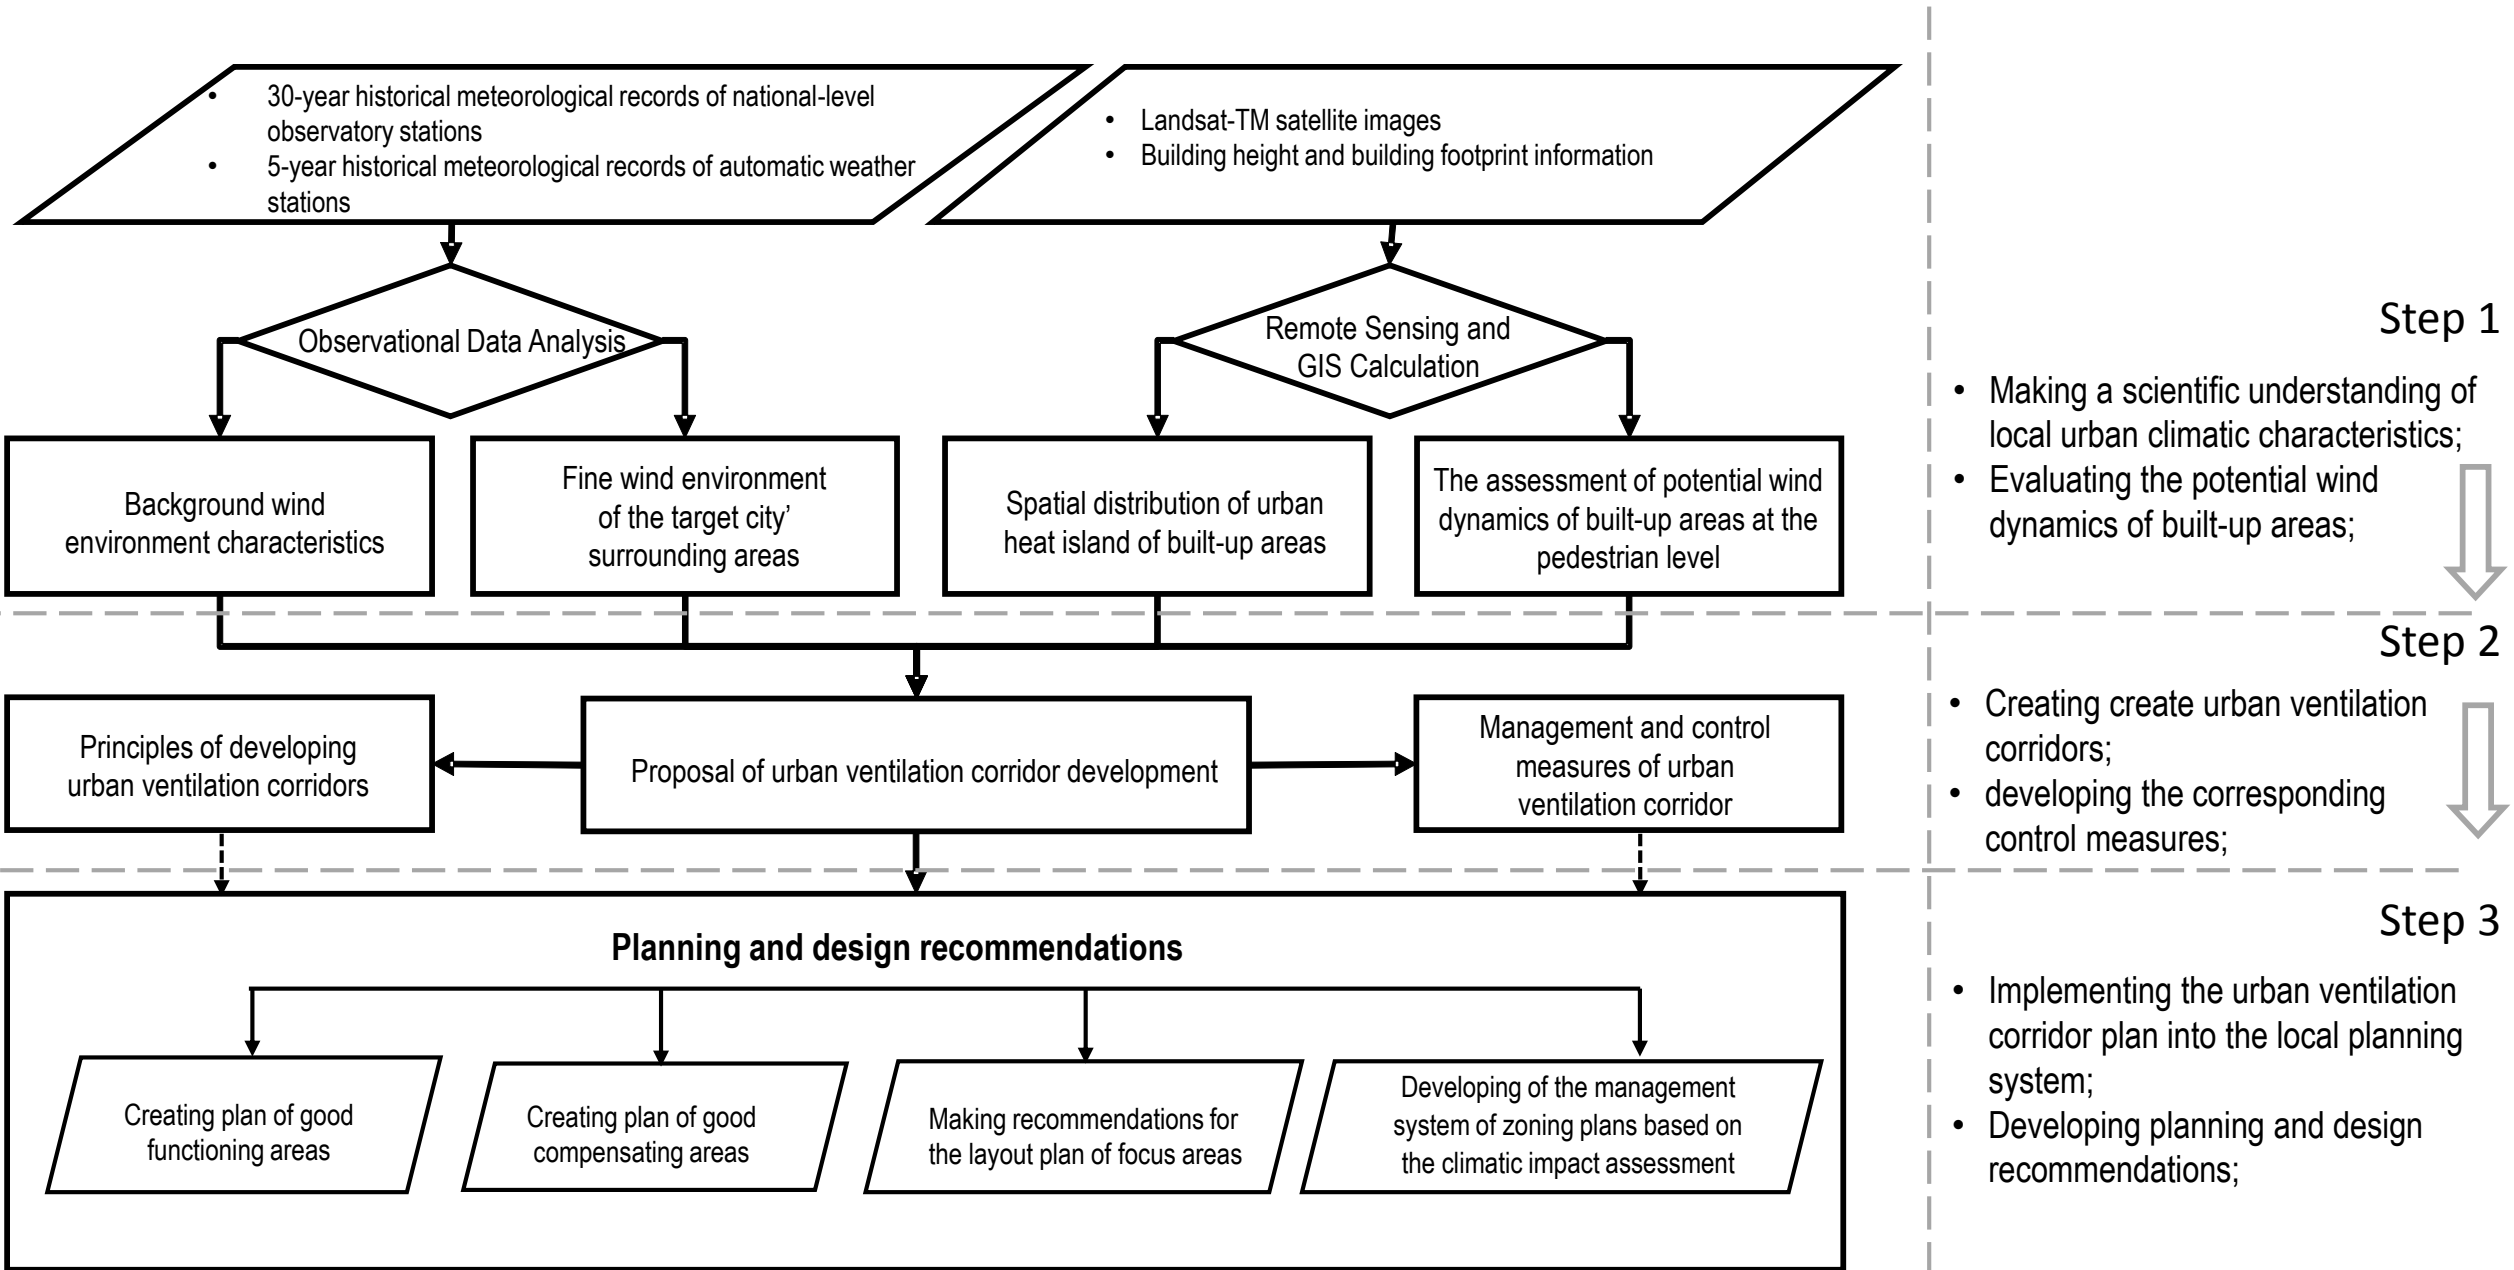 • 30-year historical meteorological records of national-level
observatory stations
• 5-year historical meteorological records of automatic weather
stations
• Landsat-TM satellite images
• Building height and building footprint information
Observational Data Analysis
Remote Sensing and
GIS Calculation
Background wind
environment characteristics
Fine wind environment
of the target city’
surrounding areas
Spatial distribution of urban
heat island of built-up areas
The assessment of potential wind
dynamics of built-up areas at the
pedestrian level
Step 1
• Making a scientific understanding of
local urban climatic characteristics;
• Evaluating the potential wind
dynamics of built-up areas;
Principles of developing
urban ventilation corridors
Proposal of urban ventilation corridor development
Management and control
measures of urban
ventilation corridor
Step 2
• Creating create urban ventilation
corridors;
• developing the corresponding
control measures;
Planning and design recommendations
Creating plan of good
functioning areas
Creating plan of good
compensating areas
Making recommendations for
the layout plan of focus areas
Developing of the management
system of zoning plans based on
the climatic impact assessment
Step 3
• Implementing the urban ventilation
corridor plan into the local planning
system;
• Developing planning and design
recommendations;